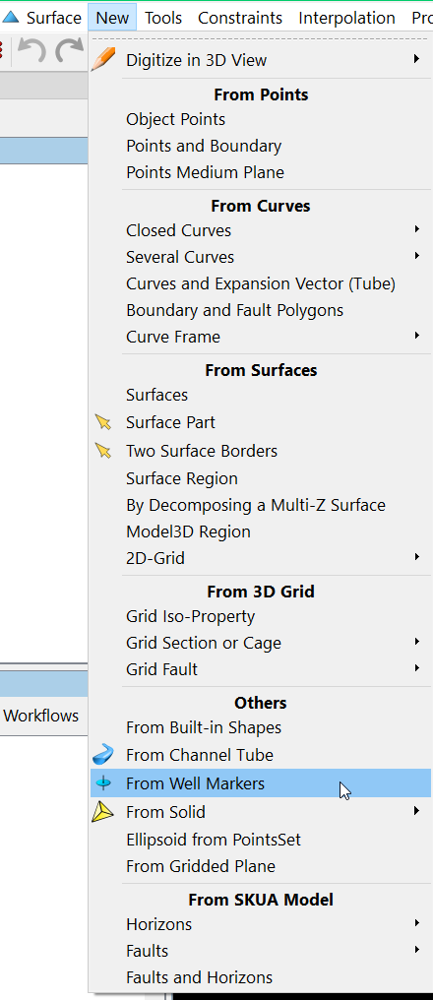 Surface New Tools Constraints Interpolation Pro
Digitize in 3D View
From Points
Object Points
Points and Boundary
Points Medium Plane
From Curves
Closed Curves
Several Curves
Curves and Expansion Vector (Tube)
Boundary and Fault Polygons
Curve Frame
From Surfaces
Surfaces
Surface Part
Two Surface Borders
Surface Region
By Decomposing a Multi-Z Surface
Model3D Region
2D-Grid
From 3D Grid
Grid Iso-Property
Grid Section or Cage
Grid Fault
Others
Workflows
From Built-in Shapes
From Channel Tube
From Well Markers
From Solid
Ellipsoid from PointsSet
From Gridded Plane
From SKUA Model
Horizons
Faults
Faults and Horizons